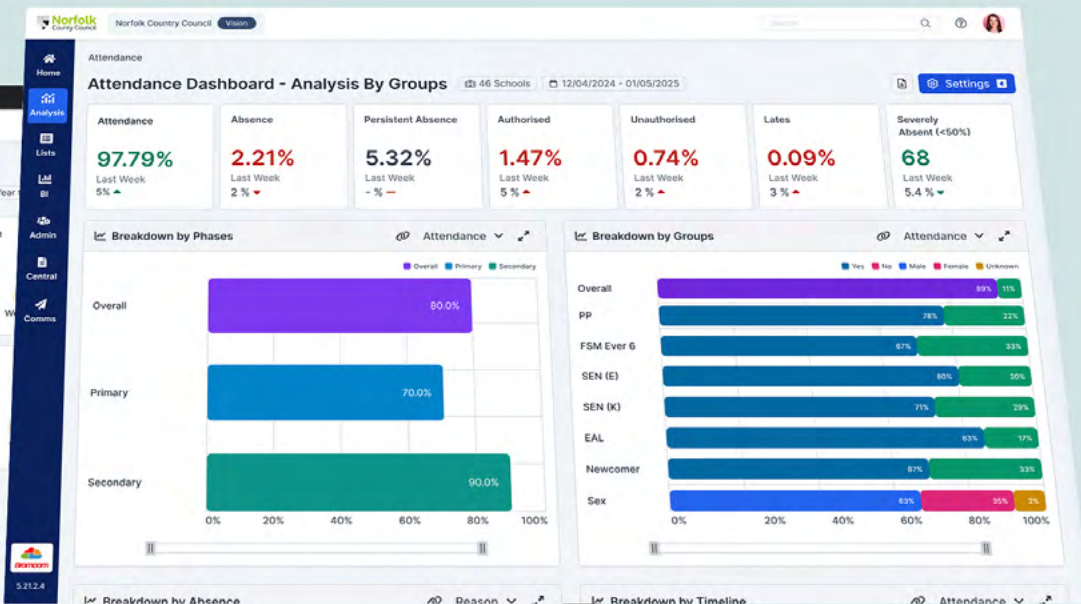 Norfolk
County Council
Norfolk Country Council
Vision
Search
Home
Analysis
Lists
BI
Admin
Central
Comms
Bromcom
5.21.2.4
Attendance
Attendance Dashboard - Analysis By Groups
46 Schools
12/04/2024 - 01/05/2025
Settings
Attendance
97.79%
Last Week
5%
Absence
2.21%
Last Week
2 %
Persistent Absence
5.32%
Last Week
- %
Authorised
1.47%
Last Week
5 %
Unauthorised
0.74%
Last Week
2 %
Lates
0.09%
Last Week
3 %
Severely
Absent (<50%)
68
Last Week
5.4 %
Breakdown by Phases
Attendance
Overall Primary Secondary
Overall
80.0%
Primary
70.0%
Secondary
90.0%
0% 20% 40% 60% 80% 100%
Breakdown by Groups
Attendance
Yes No Male Female Unknown
Overall 89% 11%
PP 78% 22%
FSM Ever 6 67% 33%
SEN (E) 80% 20%
SEN (K) 71% 29%
EAL 83% 17%
Newcomer 67% 33%
Sex 63% 35% 2%
0% 20% 40% 60% 80% 100%
Breakdown by Absence
Reason
Breakdown by Timeline
Attendance